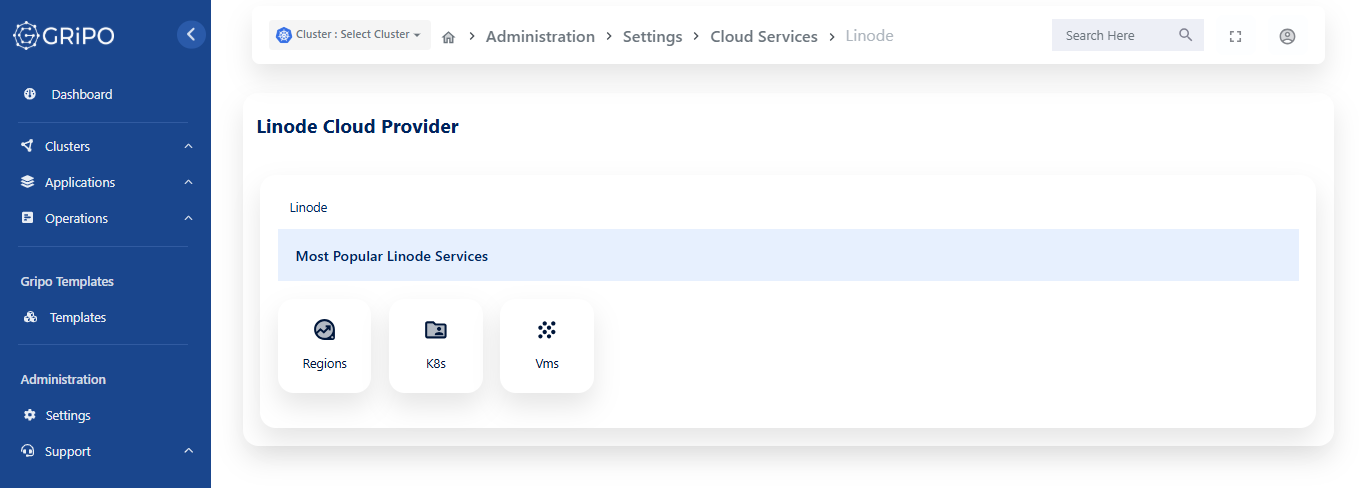 GRiPO
Dashboard
Clusters
Applications
Operations
Gripo Templates
Templates
Administration
Settings
Support
Cluster : Select Cluster
Administration
Settings
Cloud Services
Linode
Search Here
Linode Cloud Provider
Linode
Most Popular Linode Services
Regions
K8s
Vms